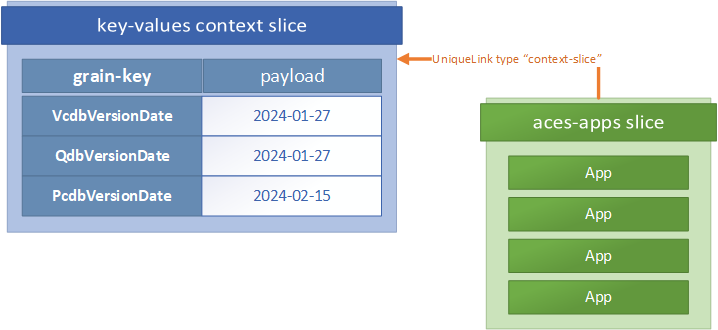 key-values context slice
grain-key payload
VcdbVersionDate 2024-01-27
QdbVersionDate 2024-01-27
PcdbVersionDate 2024-02-15
UniqueLink type “context-slice”
aces-apps slice
App
App
App
App